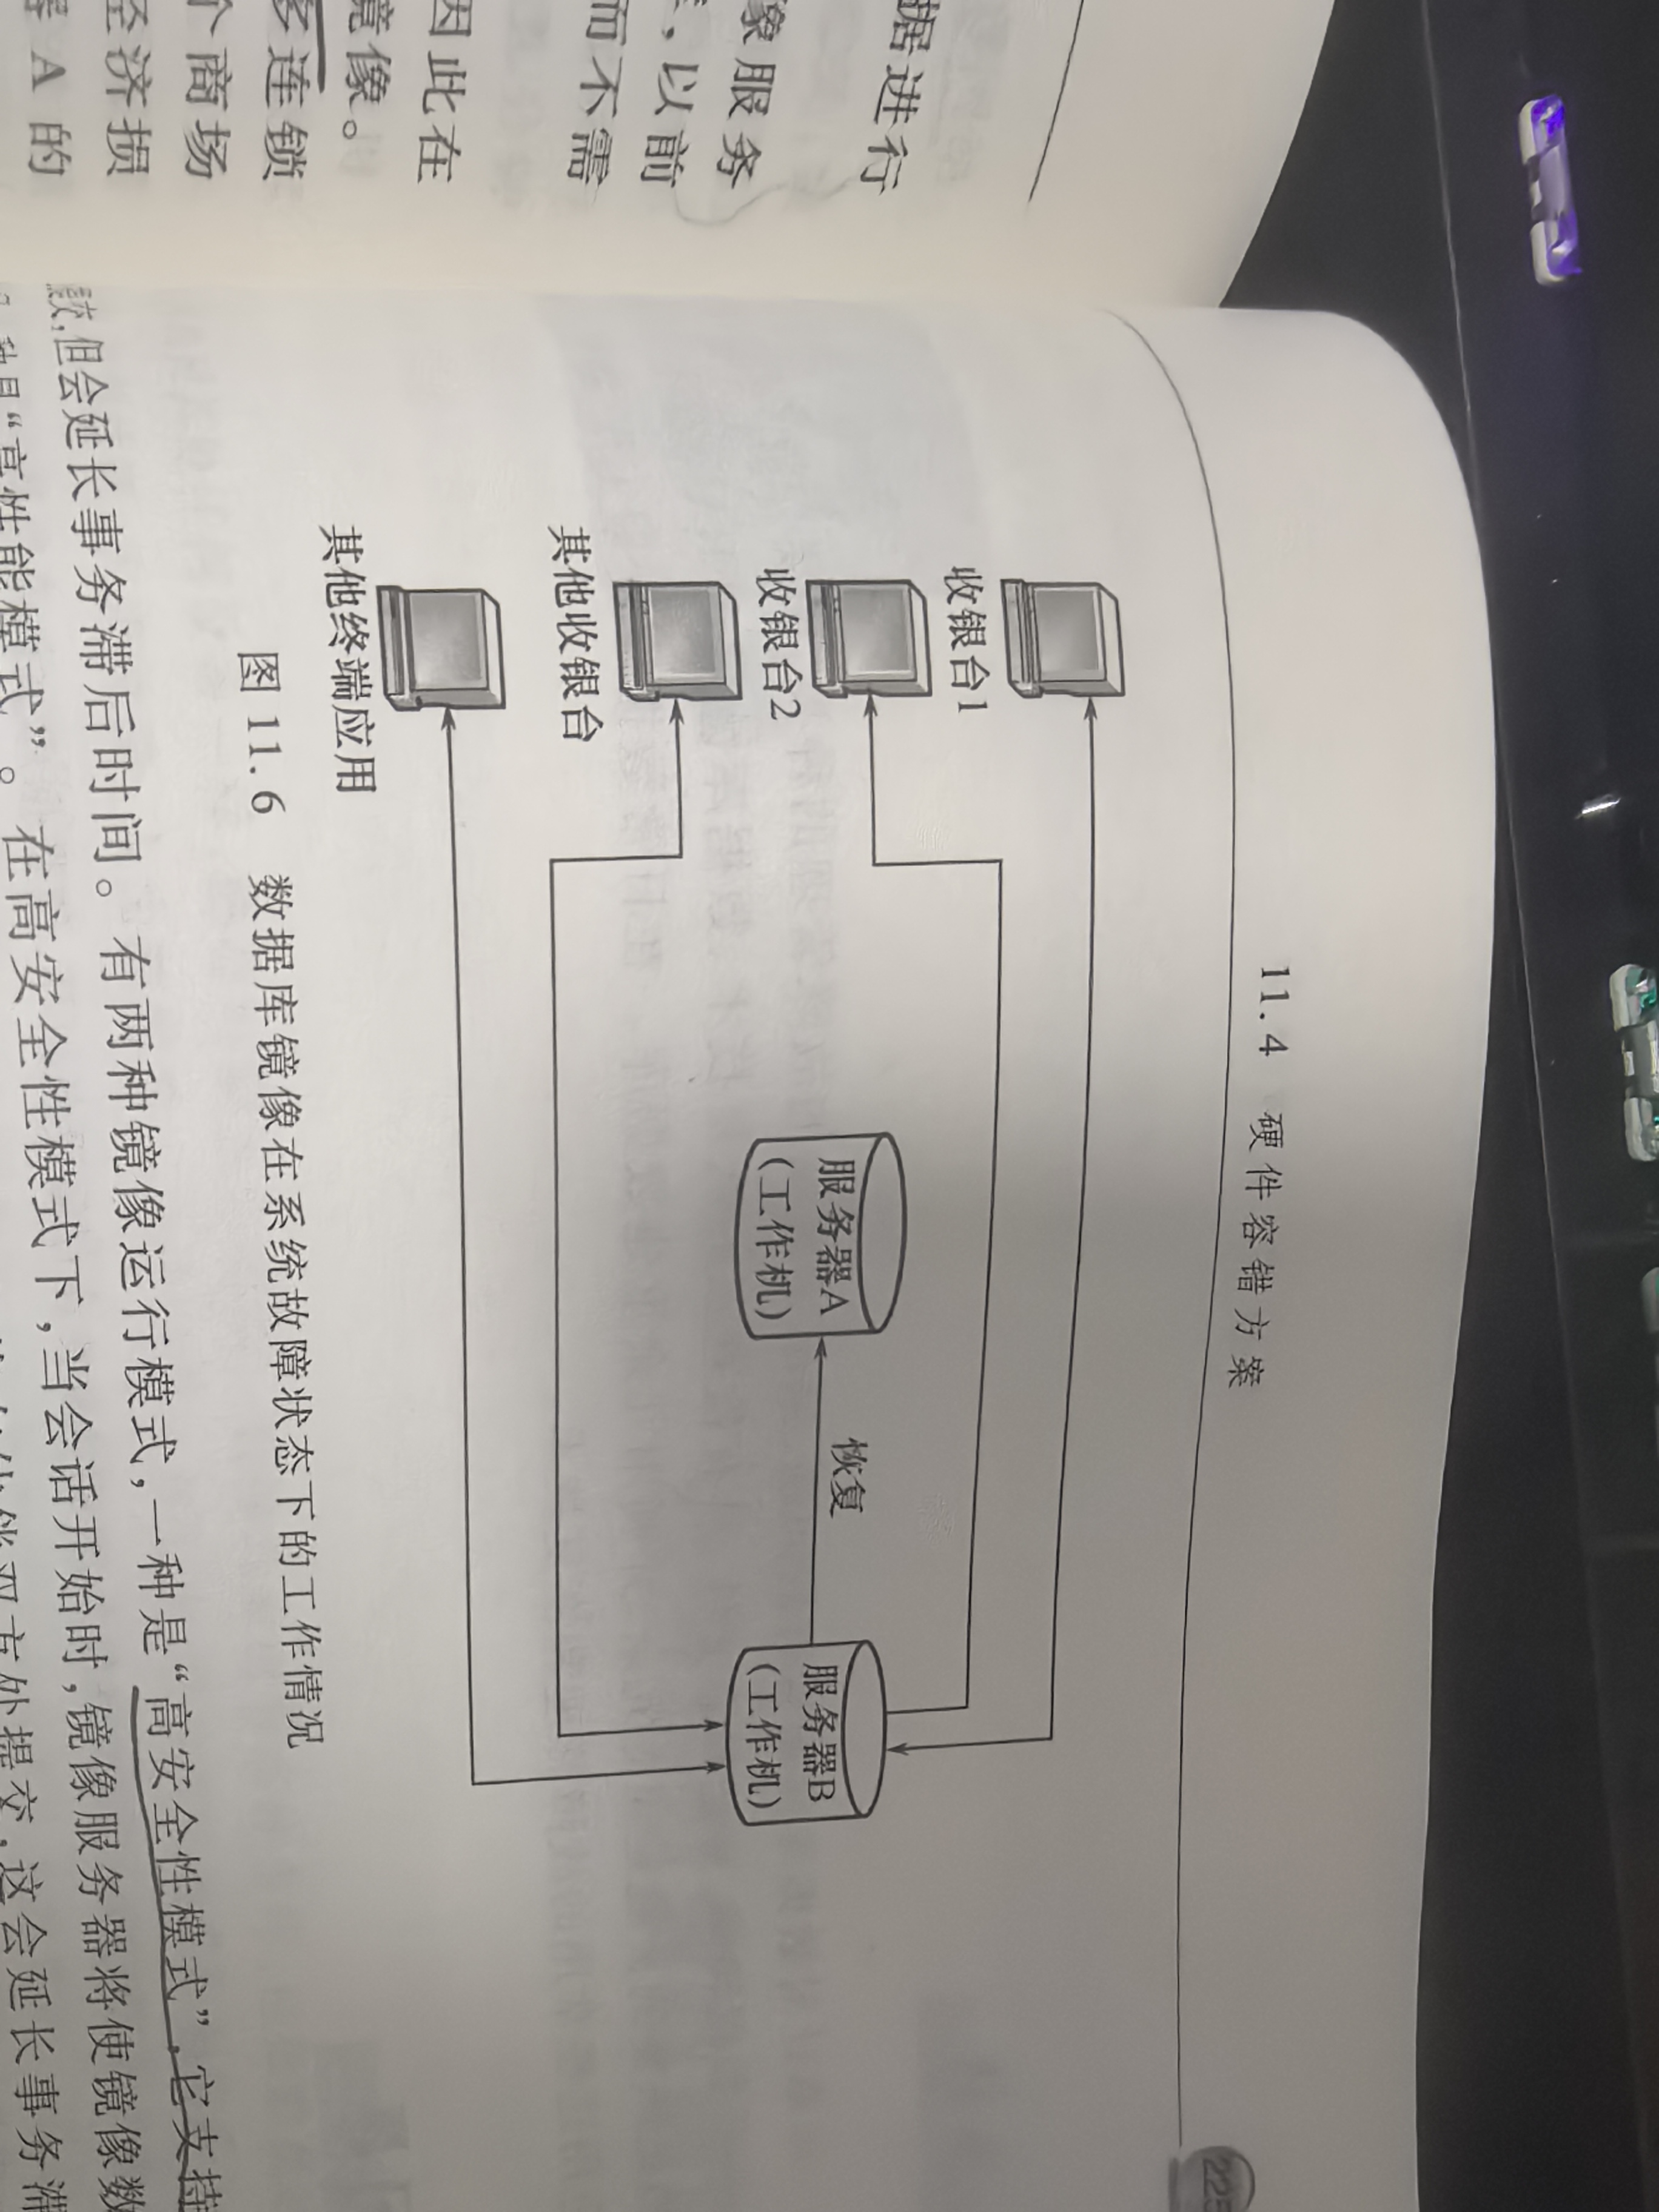 11.4 硬件容错方案
225
据进行
像服务
,以前
而不需
因此在
镜像。
多连锁
个商场
经济损
器 A 的
收银台1
收银台2
其他收银台
其他终端应用
服务器A
(工作机)
恢复
服务器B
(工作机)
图 11.6 数据库镜像在系统故障状态下的工作情况
交,但会延长事务滞后时间。有两种镜像运行模式,一种是“高安全性模式”,它支持
种是“高性能模式”。在高安全性模式下,当会话开始时,镜像服务器将使镜像数
伙伴双方处提交,这会延长事务滞